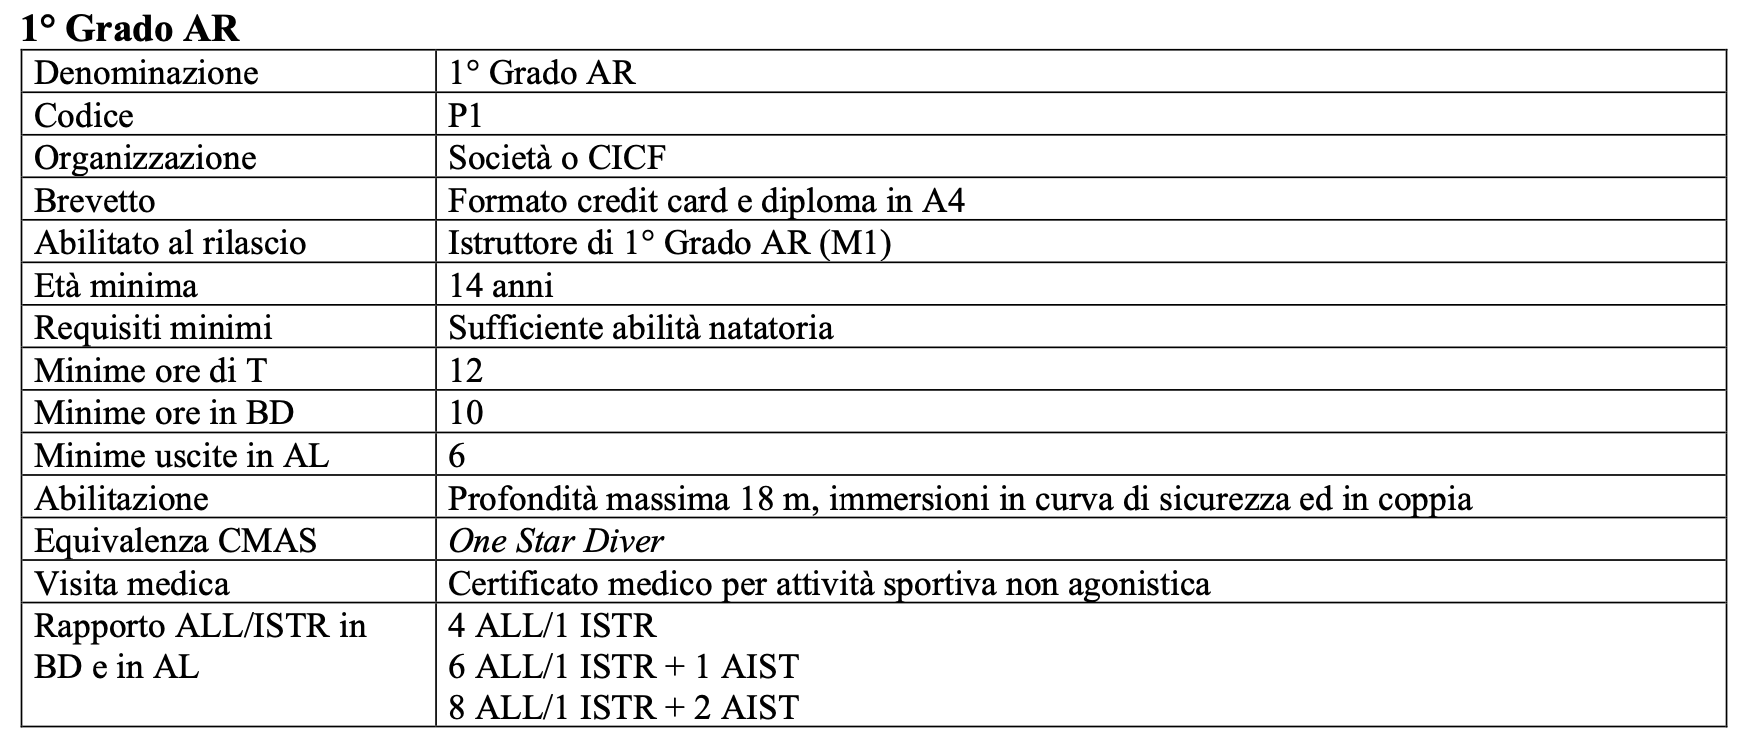 1° Grado AR
Denominazione 1° Grado AR
Codice P1
Organizzazione Società o CICF
Brevetto Formato credit card e diploma in A4
Abilitato al rilascio Istruttore di 1° Grado AR (M1)
Età minima 14 anni
Requisiti minimi Sufficiente abilità natatoria
Minime ore di T 12
Minime ore in BD 10
Minime uscite in AL 6
Abilitazione Profondità massima 18 m, immersioni in curva di sicurezza ed in coppia
Equivalenza CMAS One Star Diver
Visita medica Certificato medico per attività sportiva non agonistica
Rapporto ALL/ISTR in 4 ALL/1 ISTR
BD e in AL 6 ALL/1 ISTR + 1 AIST
8 ALL/1 ISTR + 2 AIST